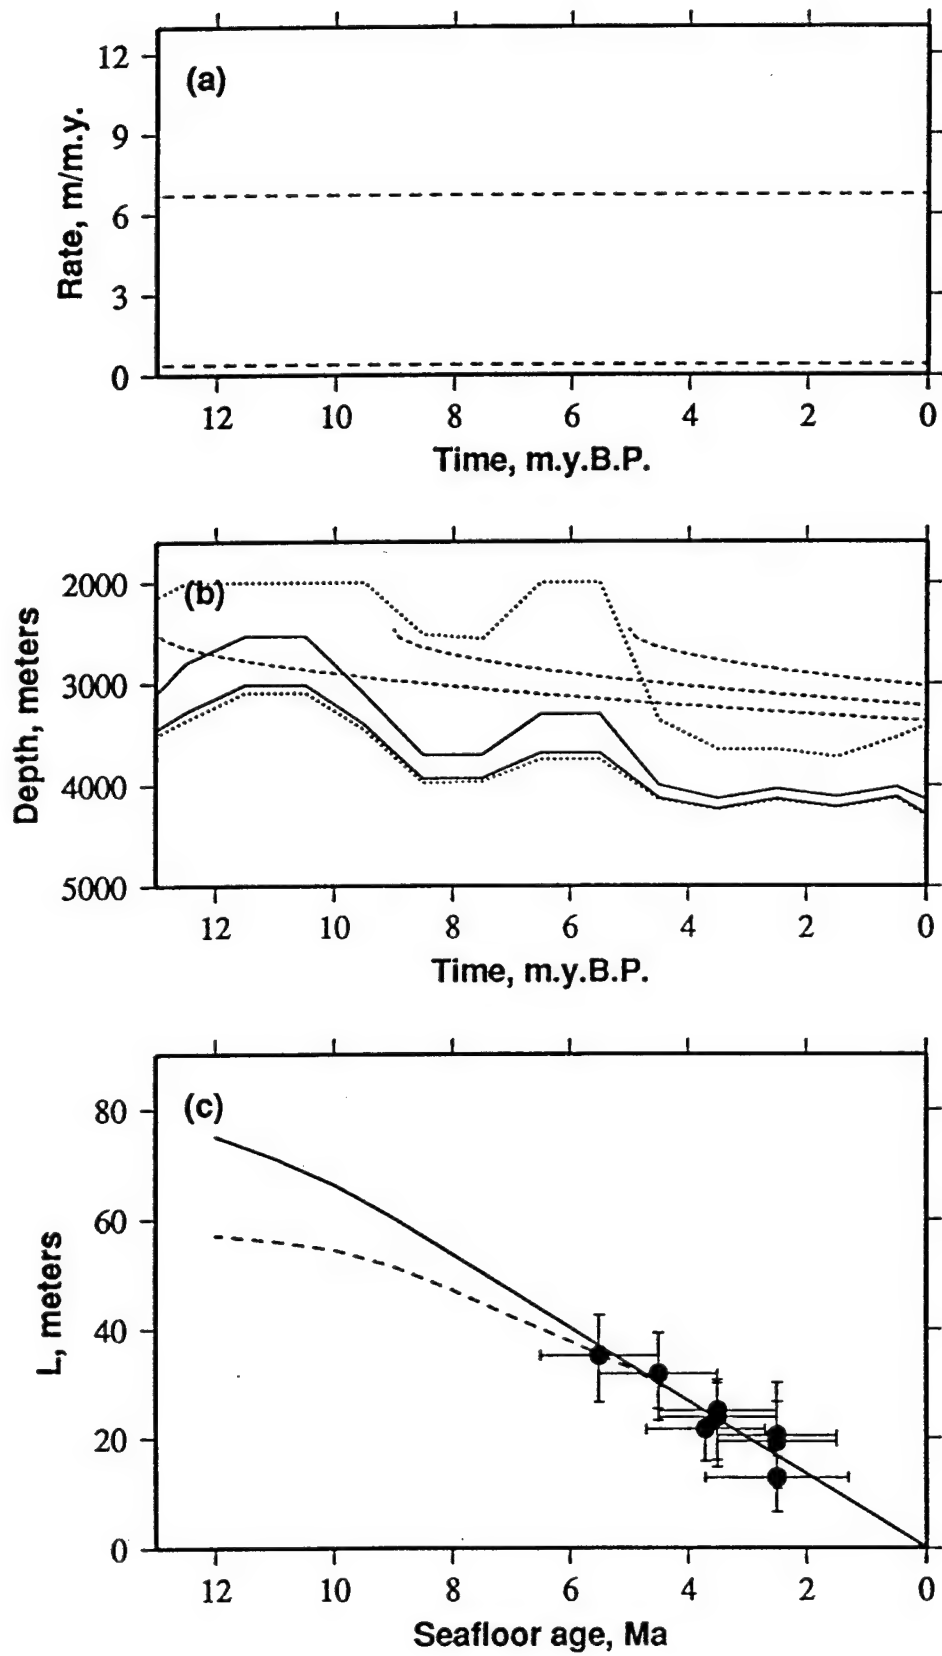 (a)
12
9
6
3
0
Rate, m/m.y.
12 10 8 6 4 2 0
Time, m.y.B.P.
(b)
2000
3000
4000
5000
Depth, meters
12 10 8 6 4 2 0
Time, m.y.B.P.
(c)
80
60
40
20
0
L, meters
12 10 8 6 4 2 0
Seafloor age, Ma